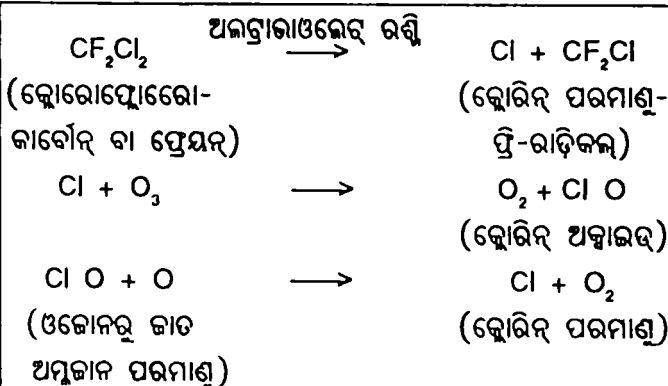 ଅଲଟ୍ରାଭାଓଲେଟ୍ ରଶ୍ମି
CF₂Cl₂ ⟶ Cl + CF₂Cl
(କ୍ଲୋରୋଫ୍ଲୋରୋ- (କ୍ଲୋରିନ୍ ପରମାଣୁ-
କାର୍ବୋନ୍ ବା ଫ୍ରେୟନ୍) ଫ୍ରି-ରାଡ଼ିକଲ୍)
Cl + O₃ ⟶ O₂ + Cl O
(କ୍ଲୋରିନ୍ ଅକ୍ସାଇଡ୍)
Cl O + O ⟶ Cl + O₂
(ଓଜୋନରୁ ଜାତ (କ୍ଲୋରିନ୍ ପରମାଣୁ)
ଅମ୍ଳଜାନ ପରମାଣୁ)